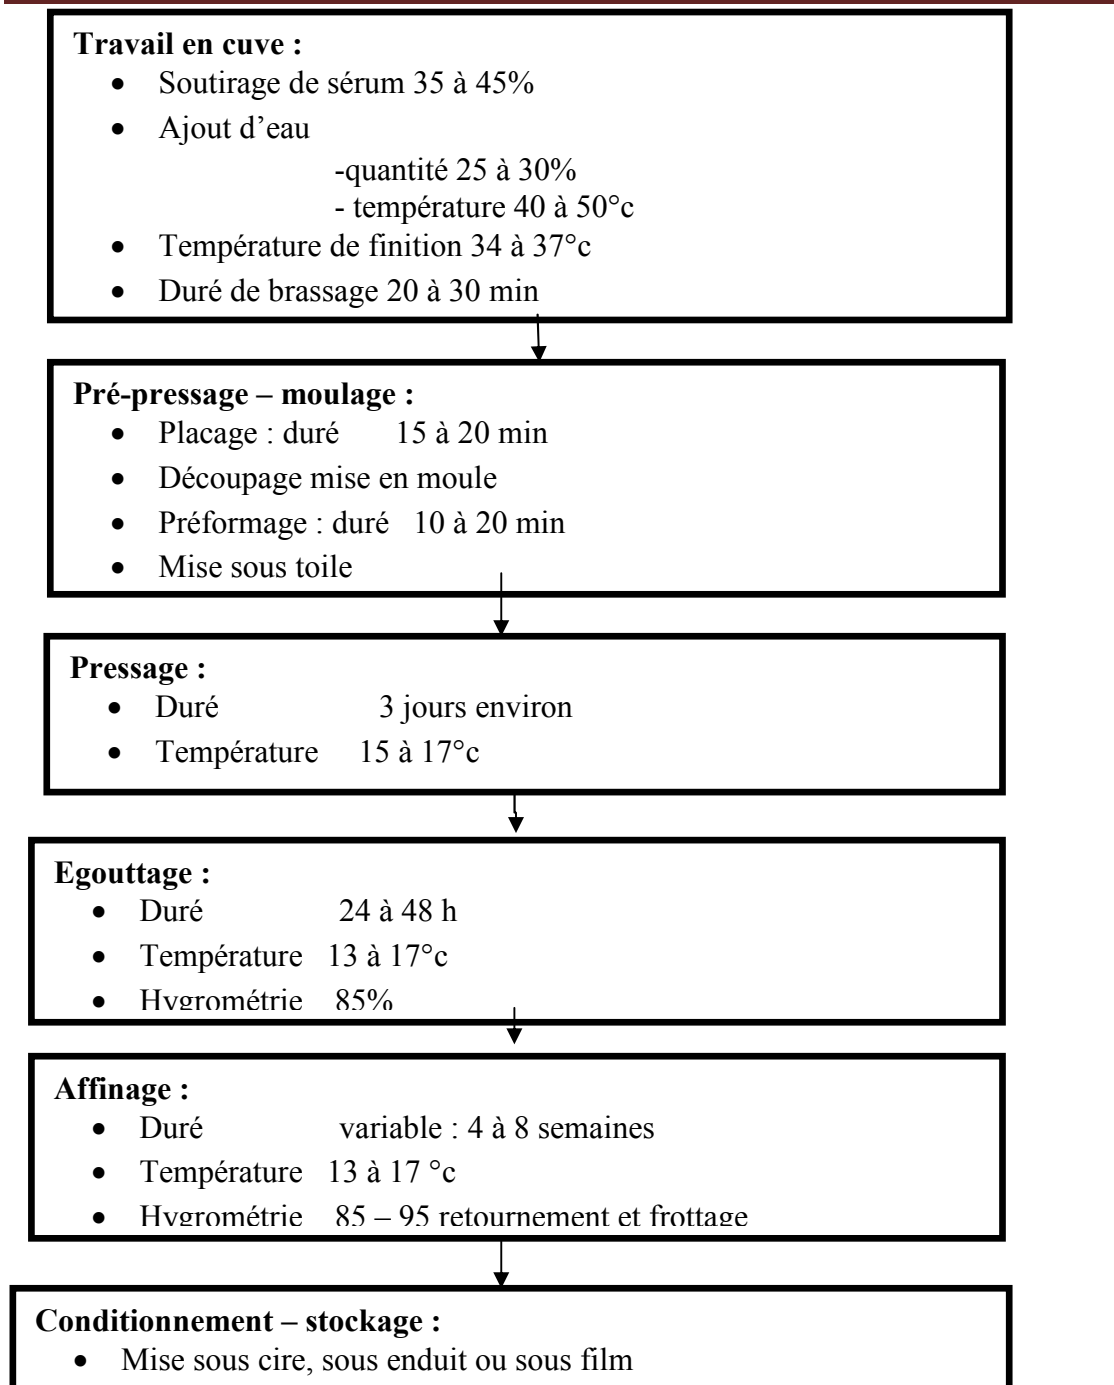 Travail en cuve :
• Soutirage de sérum 35 à 45%
• Ajout d’eau
-quantité 25 à 30%
- température 40 à 50°c
• Température de finition 34 à 37°c
• Duré de brassage 20 à 30 min
Pré-pressage – moulage :
• Placage : duré 15 à 20 min
• Découpage mise en moule
• Préformage : duré 10 à 20 min
• Mise sous toile
Pressage :
• Duré 3 jours environ
• Température 15 à 17°c
Egouttage :
• Duré 24 à 48 h
• Température 13 à 17°c
• Hygrométrie 85%
Affinage :
• Duré variable : 4 à 8 semaines
• Température 13 à 17 °c
• Hygrométrie 85 – 95 retournement et frottage
Conditionnement – stockage :
• Mise sous cire, sous enduit ou sous film